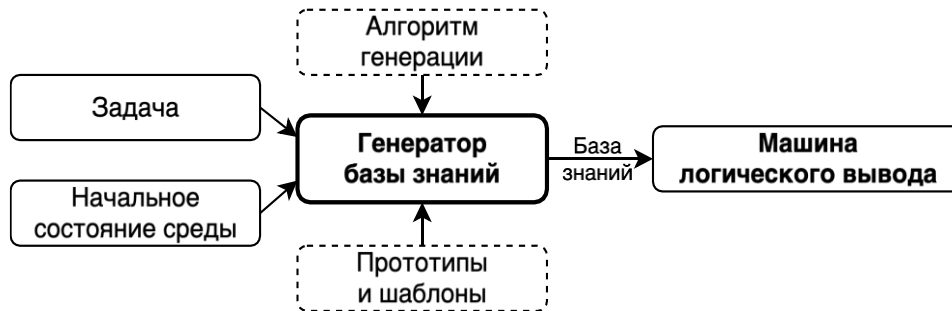 Алгоритм
генерации
Задача
Генератор
базы знаний
База
знаний
Машина
логического вывода
Начальное
состояние среды
Прототипы
и шаблоны